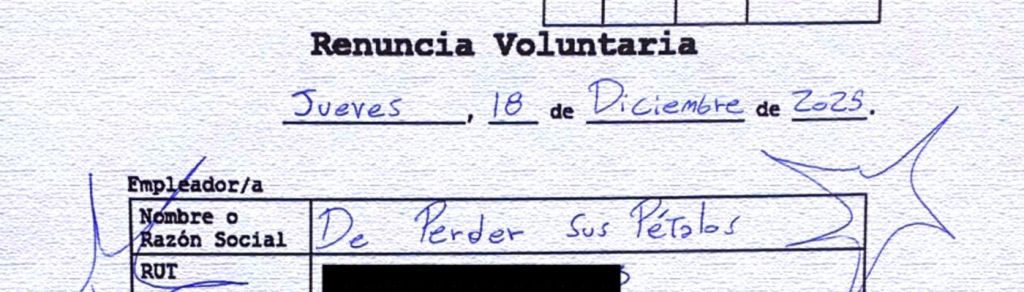 Renuncia Voluntaria
Jueves, 18 de Diciembre de 2025.
Empleador/a
Nombre o Razón Social De Perder Sus Pétalos
RUT